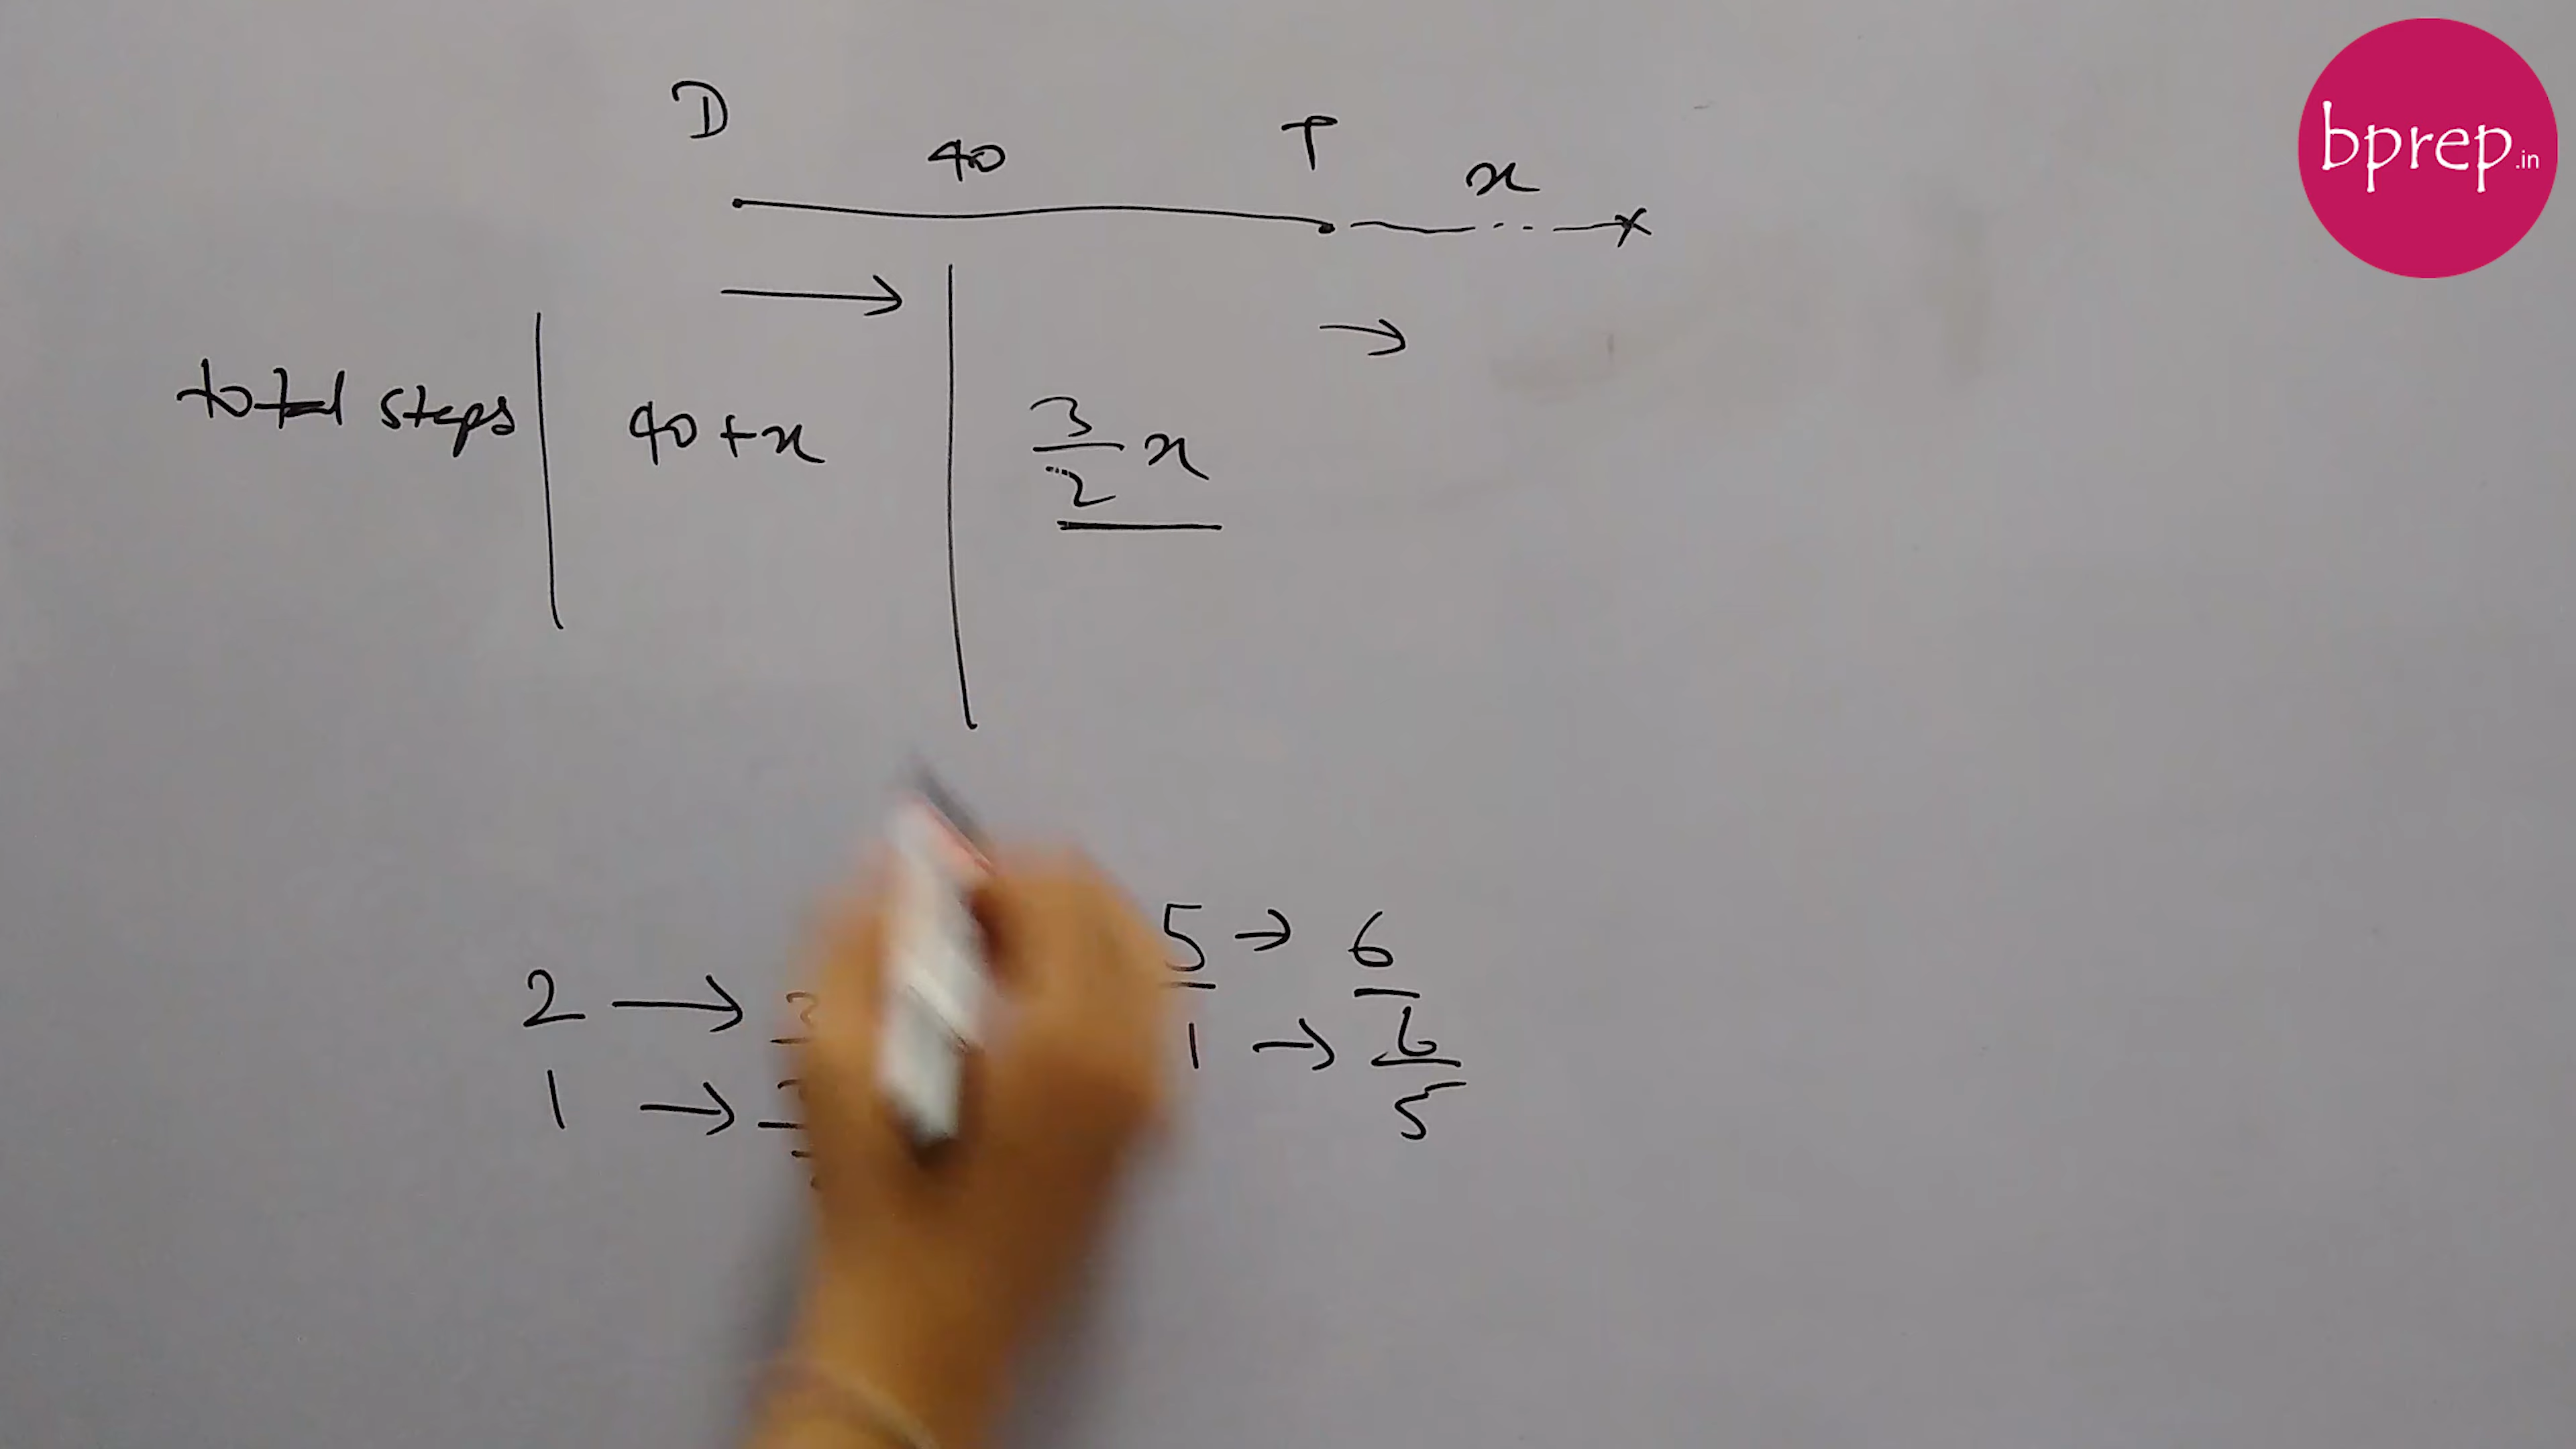 D 40 T x
bprep.in
total steps 40+x 3/2 x
5 → 6
2 →
1 → 6/5
1 →